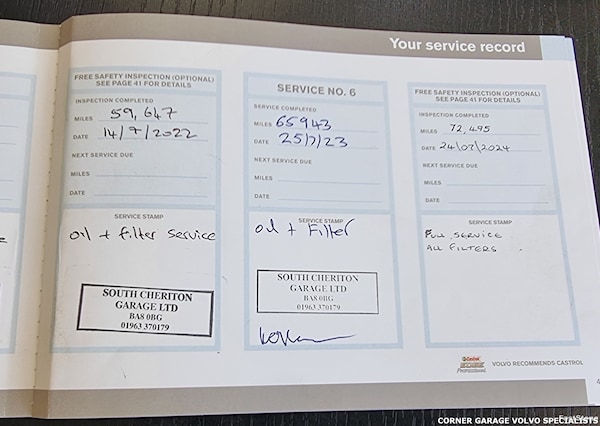 Your service record
FREE SAFETY INSPECTION (OPTIONAL)
SEE PAGE 41 FOR DETAILS
INSPECTION COMPLETED
MILES 59,647
DATE 14/7/2022
NEXT SERVICE DUE
MILES
DATE
SERVICE STAMP
oil + filter service
SOUTH CHERITON
GARAGE LTD
BA8 0BG
01963 370179
SERVICE NO. 6
SERVICE COMPLETED
MILES 65943
DATE 25/7/23
NEXT SERVICE DUE
MILES
DATE
SERVICE STAMP
oil + Filter
SOUTH CHERITON
GARAGE LTD
BA8 0BG
01963 370179
FREE SAFETY INSPECTION (OPTIONAL)
SEE PAGE 41 FOR DETAILS
INSPECTION COMPLETED
MILES 72,495
DATE 24/07/2024
NEXT SERVICE DUE
MILES
DATE
SERVICE STAMP
FULL SERVICE
ALL FILTERS .
Castrol
EDGE
Professional
VOLVO RECOMMENDS CASTROL
4
CORNER GARAGE VOLVO SPECIALISTS